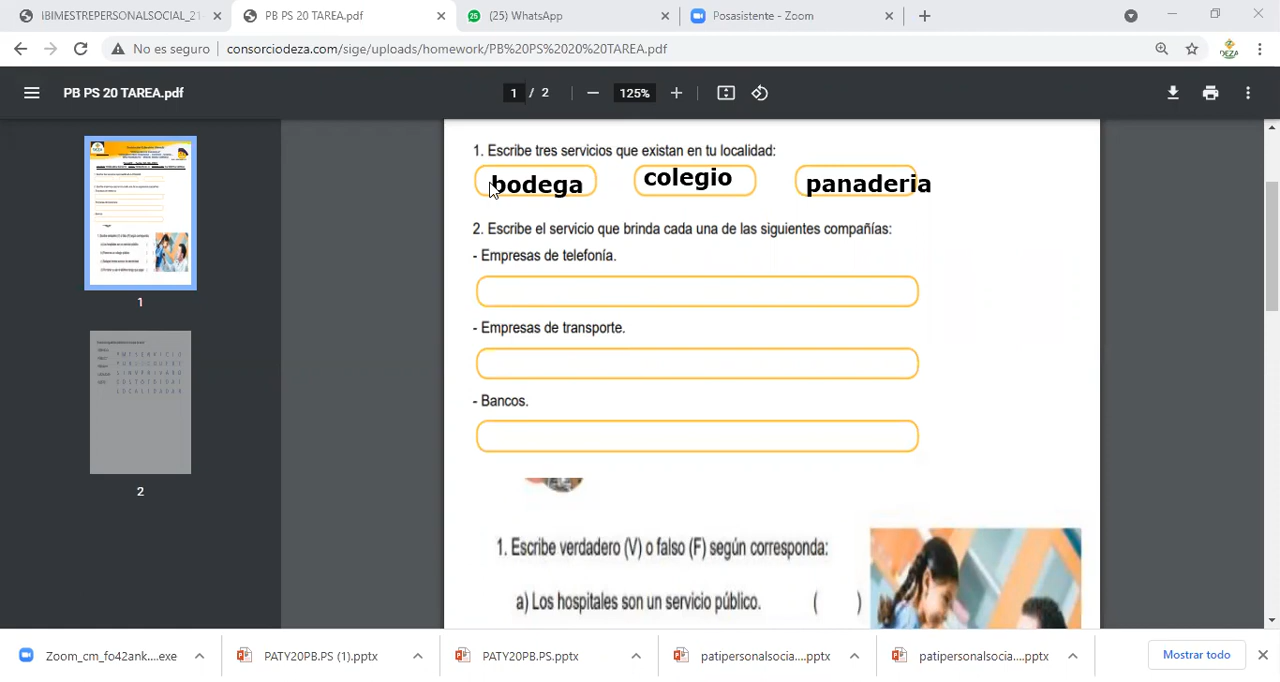 IBIMESTREPERSONALSOCIAL_21-
PB PS 20 TAREA.pdf
(25) WhatsApp
Posasistente - Zoom
No es seguro
consorciodeza.com/sige/uploads/homework/PB%20PS%2020%20TAREA.pdf
PB PS 20 TAREA.pdf
1 / 2
125%
1. Escribe tres servicios que existan en tu localidad:
bodega
colegio
panaderia
2. Escribe el servicio que brinda cada una de las siguientes compañías:
- Empresas de telefonía.
- Empresas de transporte.
- Bancos.
1. Escribe verdadero (V) o falso (F) según corresponda:
a) Los hospitales son un servicio público. ( )
1
2
Zoom_cm_fo42ank....exe
PATY20PB.PS (1).pptx
PATY20PB.PS.pptx
patipersonalsocia....pptx
patipersonalsocia....pptx
Mostrar todo